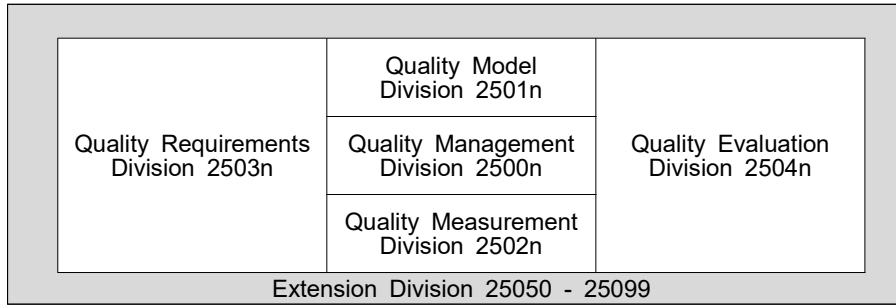 Quality Requirements
Division 2503n
Quality Model
Division 2501n
Quality Management
Division 2500n
Quality Measurement
Division 2502n
Quality Evaluation
Division 2504n
Extension Division 25050 - 25099